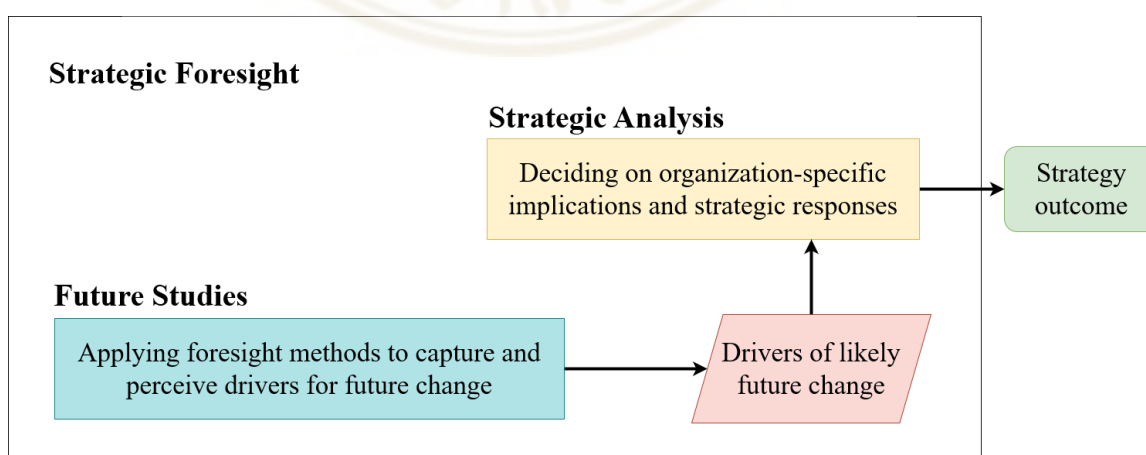 Strategic Foresight
Strategic Analysis
Deciding on organization-specific
implications and strategic responses
Strategy
outcome
Future Studies
Applying foresight methods to capture and
perceive drivers for future change
Drivers of likely
future change